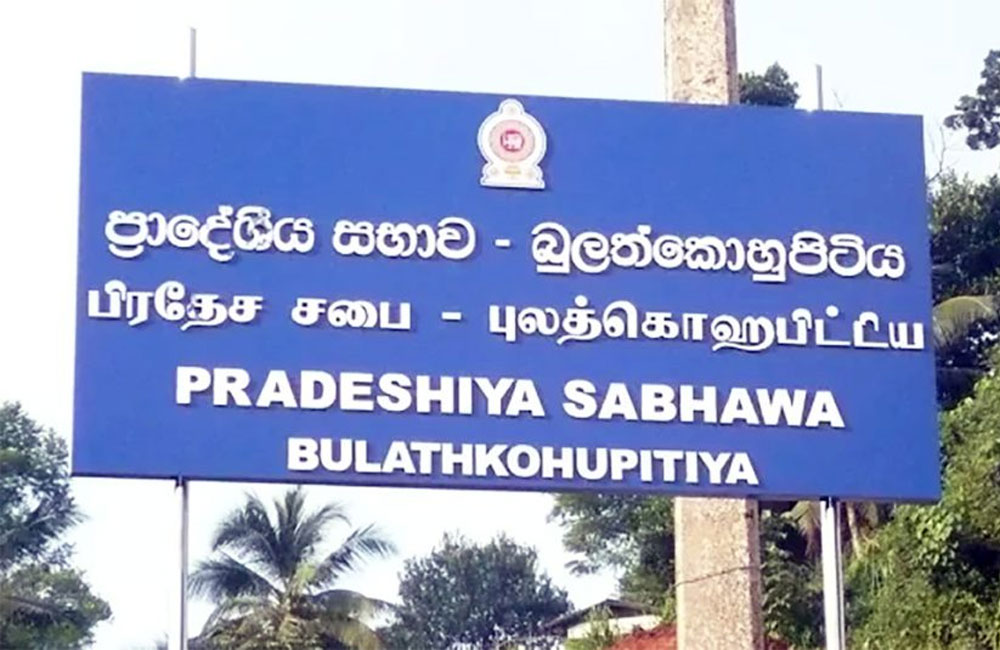 ප්‍රාදේශීය සභාව - බුලත්කොහුපිටිය
பிரதேச சபை - புலத்கொஹுபிட்டிய
PRADESHIYA SABHAWA
BULATHKOHUPITIYA